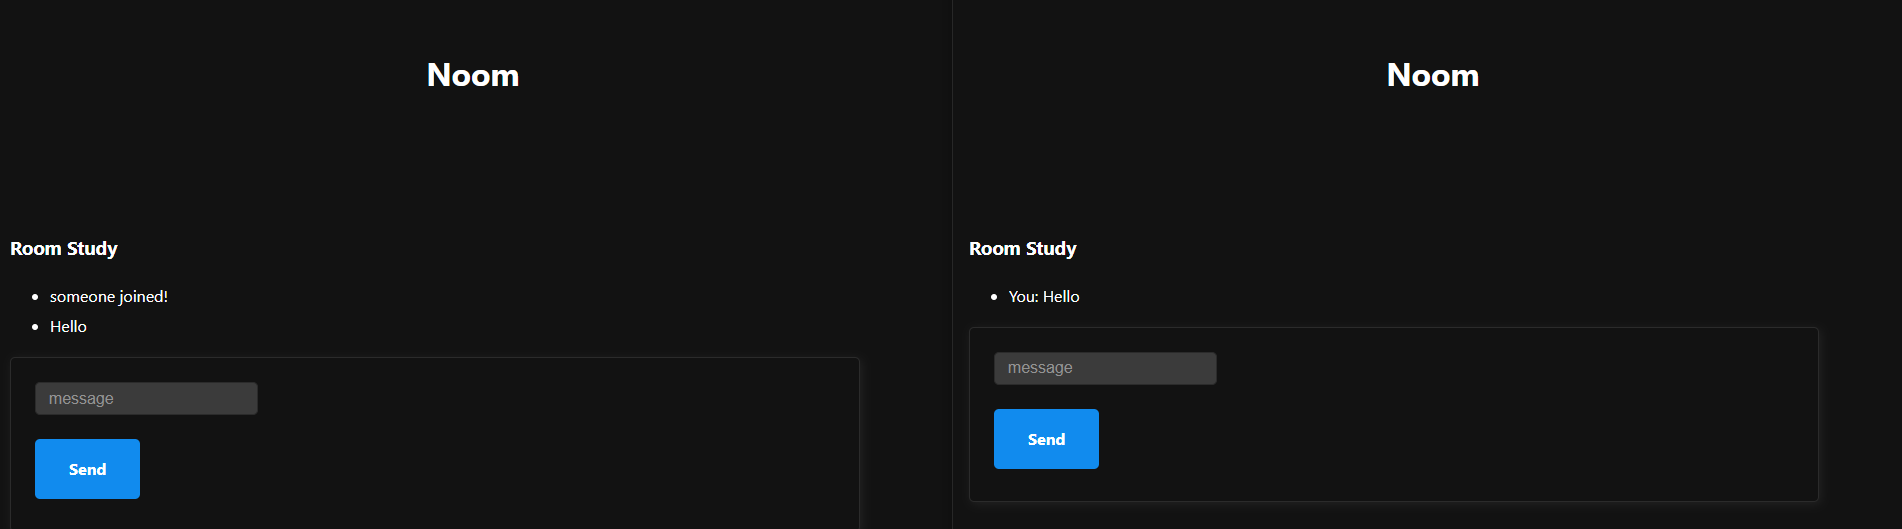 Noom
Room Study
someone joined!
Hello
message
Send
Noom
Room Study
You: Hello
message
Send